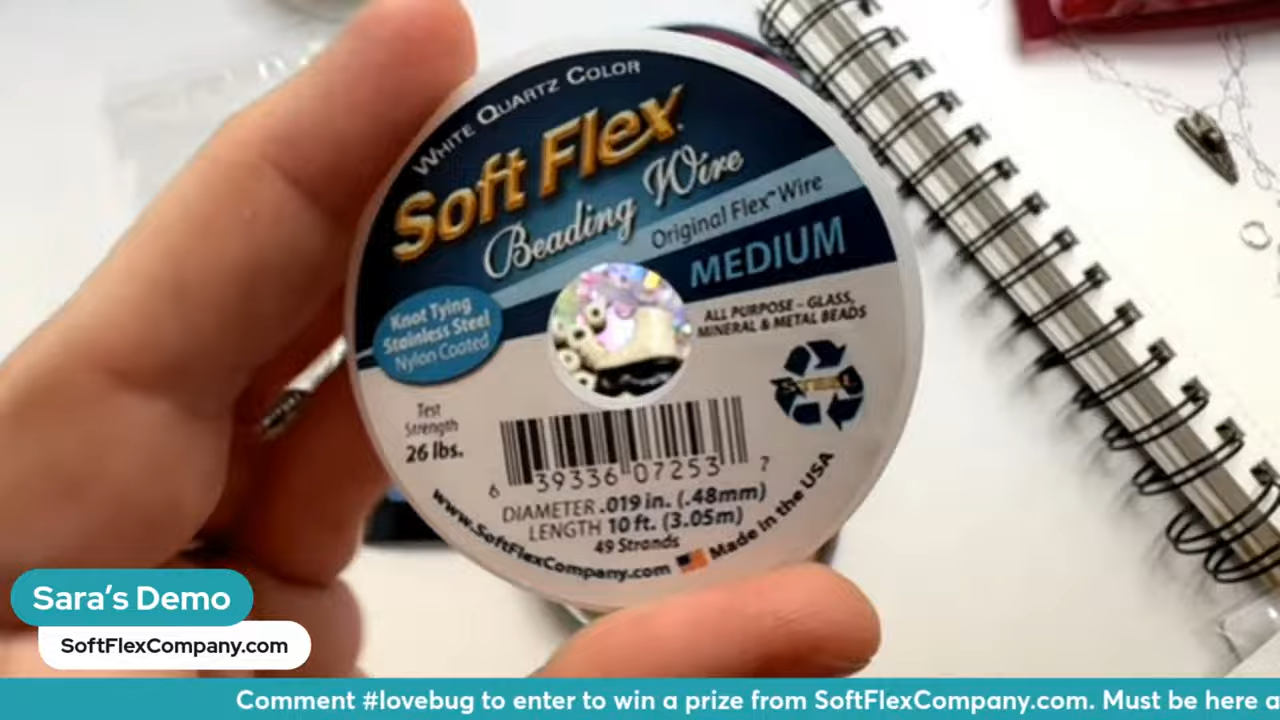 WHITE QUARTZ COLOR
Soft Flex
Beading Wire
Original Flex™ Wire
MEDIUM
ALL PURPOSE – GLASS,
MINERAL & METAL BEADS
Knot Tying
Stainless Steel
Nylon Coated
STEEL
Test
Strength
26 lbs.
6 39336 07253 7
DIAMETER .019 in. (.48mm)
LENGTH 10 ft. (3.05m)
49 Strands
www.SoftFlexCompany.com
Made in the USA
Sara's Demo
SoftFlexCompany.com
Comment #lovebug to enter to win a prize from SoftFlexCompany.com. Must be here a